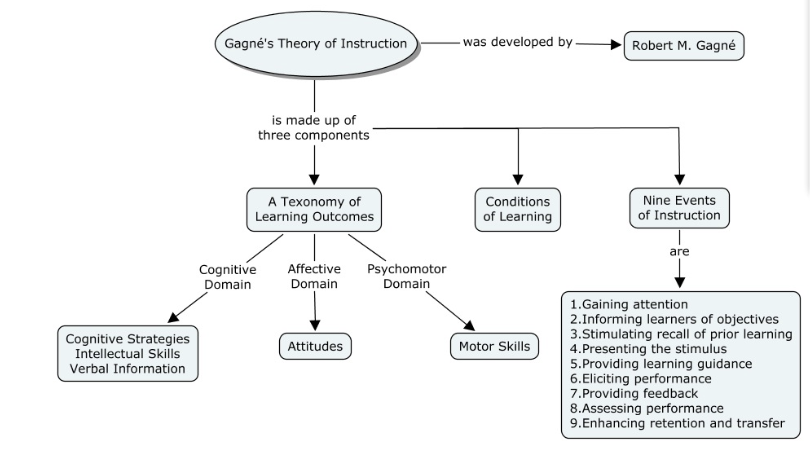 Gagné's Theory of Instruction
was developed by
Robert M. Gagné
is made up of
three components
A Texonomy of
Learning Outcomes
Conditions
of Learning
Nine Events
of Instruction
are
Cognitive
Domain
Affective
Domain
Psychomotor
Domain
Cognitive Strategies
Intellectual Skills
Verbal Information
Attitudes
Motor Skills
1.Gaining attention
2.Informing learners of objectives
3.Stimulating recall of prior learning
4.Presenting the stimulus
5.Providing learning guidance
6.Eliciting performance
7.Providing feedback
8.Assessing performance
9.Enhancing retention and transfer